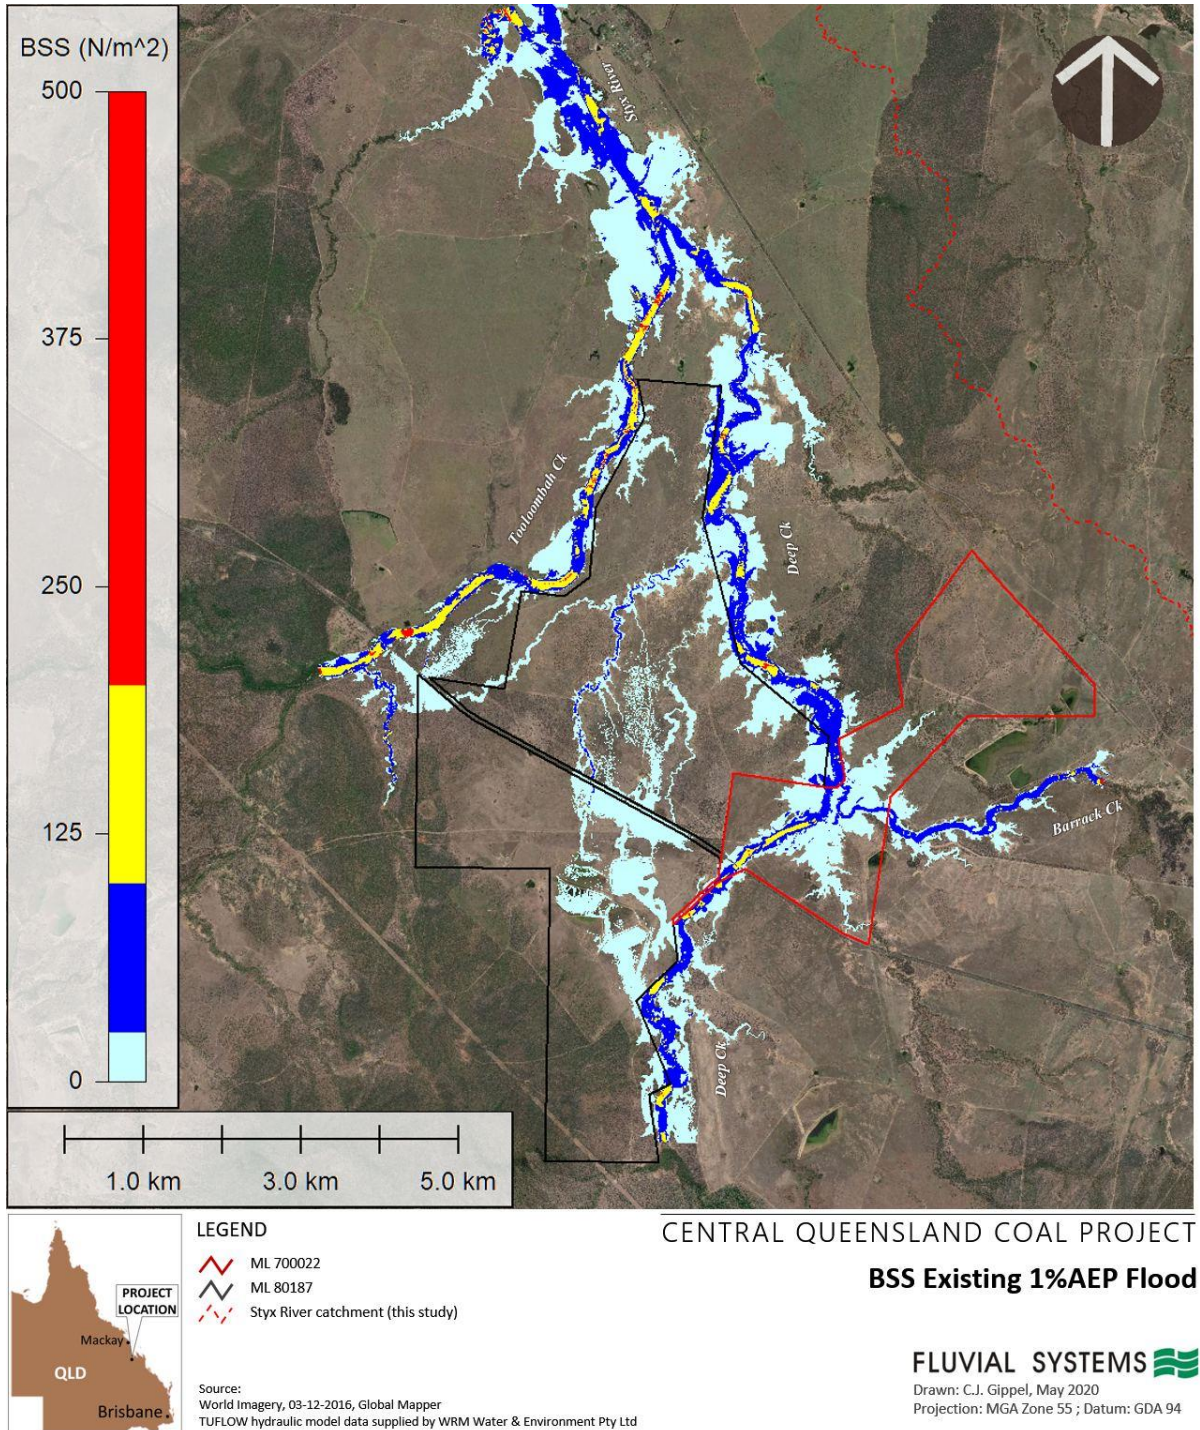 BSS (N/m^2)
500
375
250
125
0
Styx River
Tooloombah Ck
Deep Ck
Barrack Ck
Deep Ck
1.0 km 3.0 km 5.0 km
PROJECT
LOCATION
Mackay
QLD
Brisbane
LEGEND
ML 700022
ML 80187
Styx River catchment (this study)
Source:
World Imagery, 03-12-2016, Global Mapper
TUFLOW hydraulic model data supplied by WRM Water & Environment Pty Ltd
CENTRAL QUEENSLAND COAL PROJECT
BSS Existing 1%AEP Flood
FLUVIAL SYSTEMS
Drawn: C.J. Gippel, May 2020
Projection: MGA Zone 55 ; Datum: GDA 94